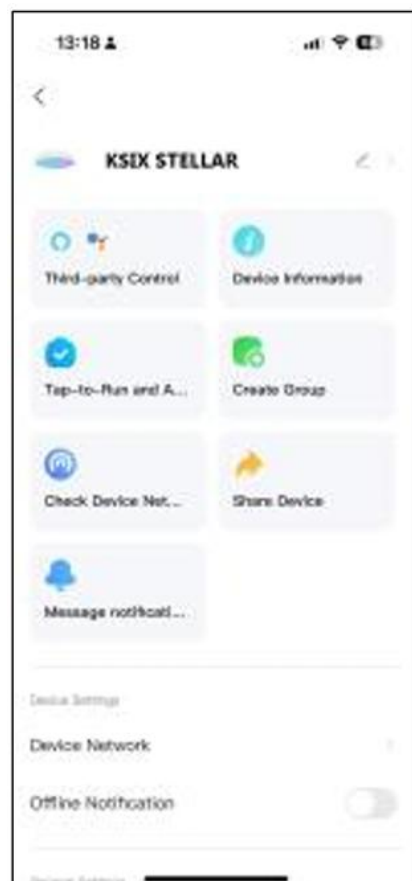 13:18
KSIX STELLAR
Third-party Control
Device Information
Tap-to-Run and A...
Create Group
Check Device Net...
Share Device
Message notificati...
Device Settings
Device Network
Offline Notification